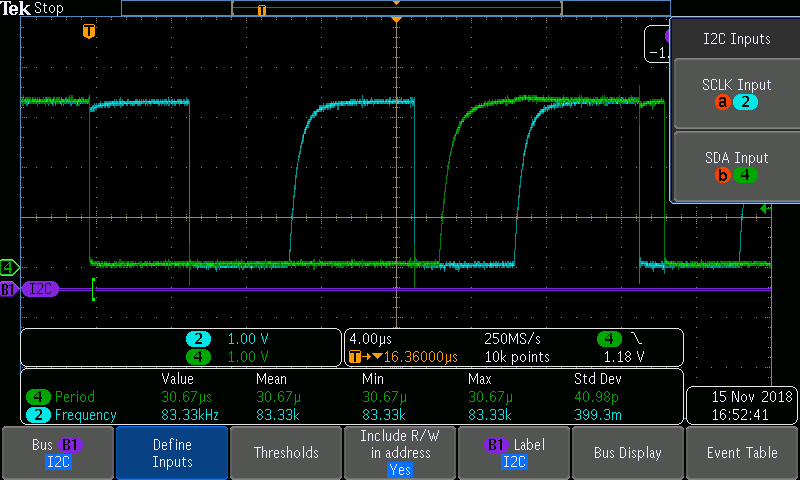 Tek Stop
T
T
I2C Inputs
-1.
SCLK Input
a 2
SDA Input
b 4
4
B1 I2C
2 1.00 V
4 1.00 V
4.00µs 250MS/s 4
T→▼16.36000µs 10k points 1.18 V
Value Mean Min Max Std Dev
4 Period 30.67µs 30.67µ 30.67µ 30.67µ 40.98p
2 Frequency 83.33kHz 83.33k 83.33k 83.33k 399.3m
15 Nov 2018
16:52:41
Bus B1
I2C
Define
Inputs
Thresholds
Include R/W
in address
Yes
B1 Label
I2C
Bus Display
Event Table